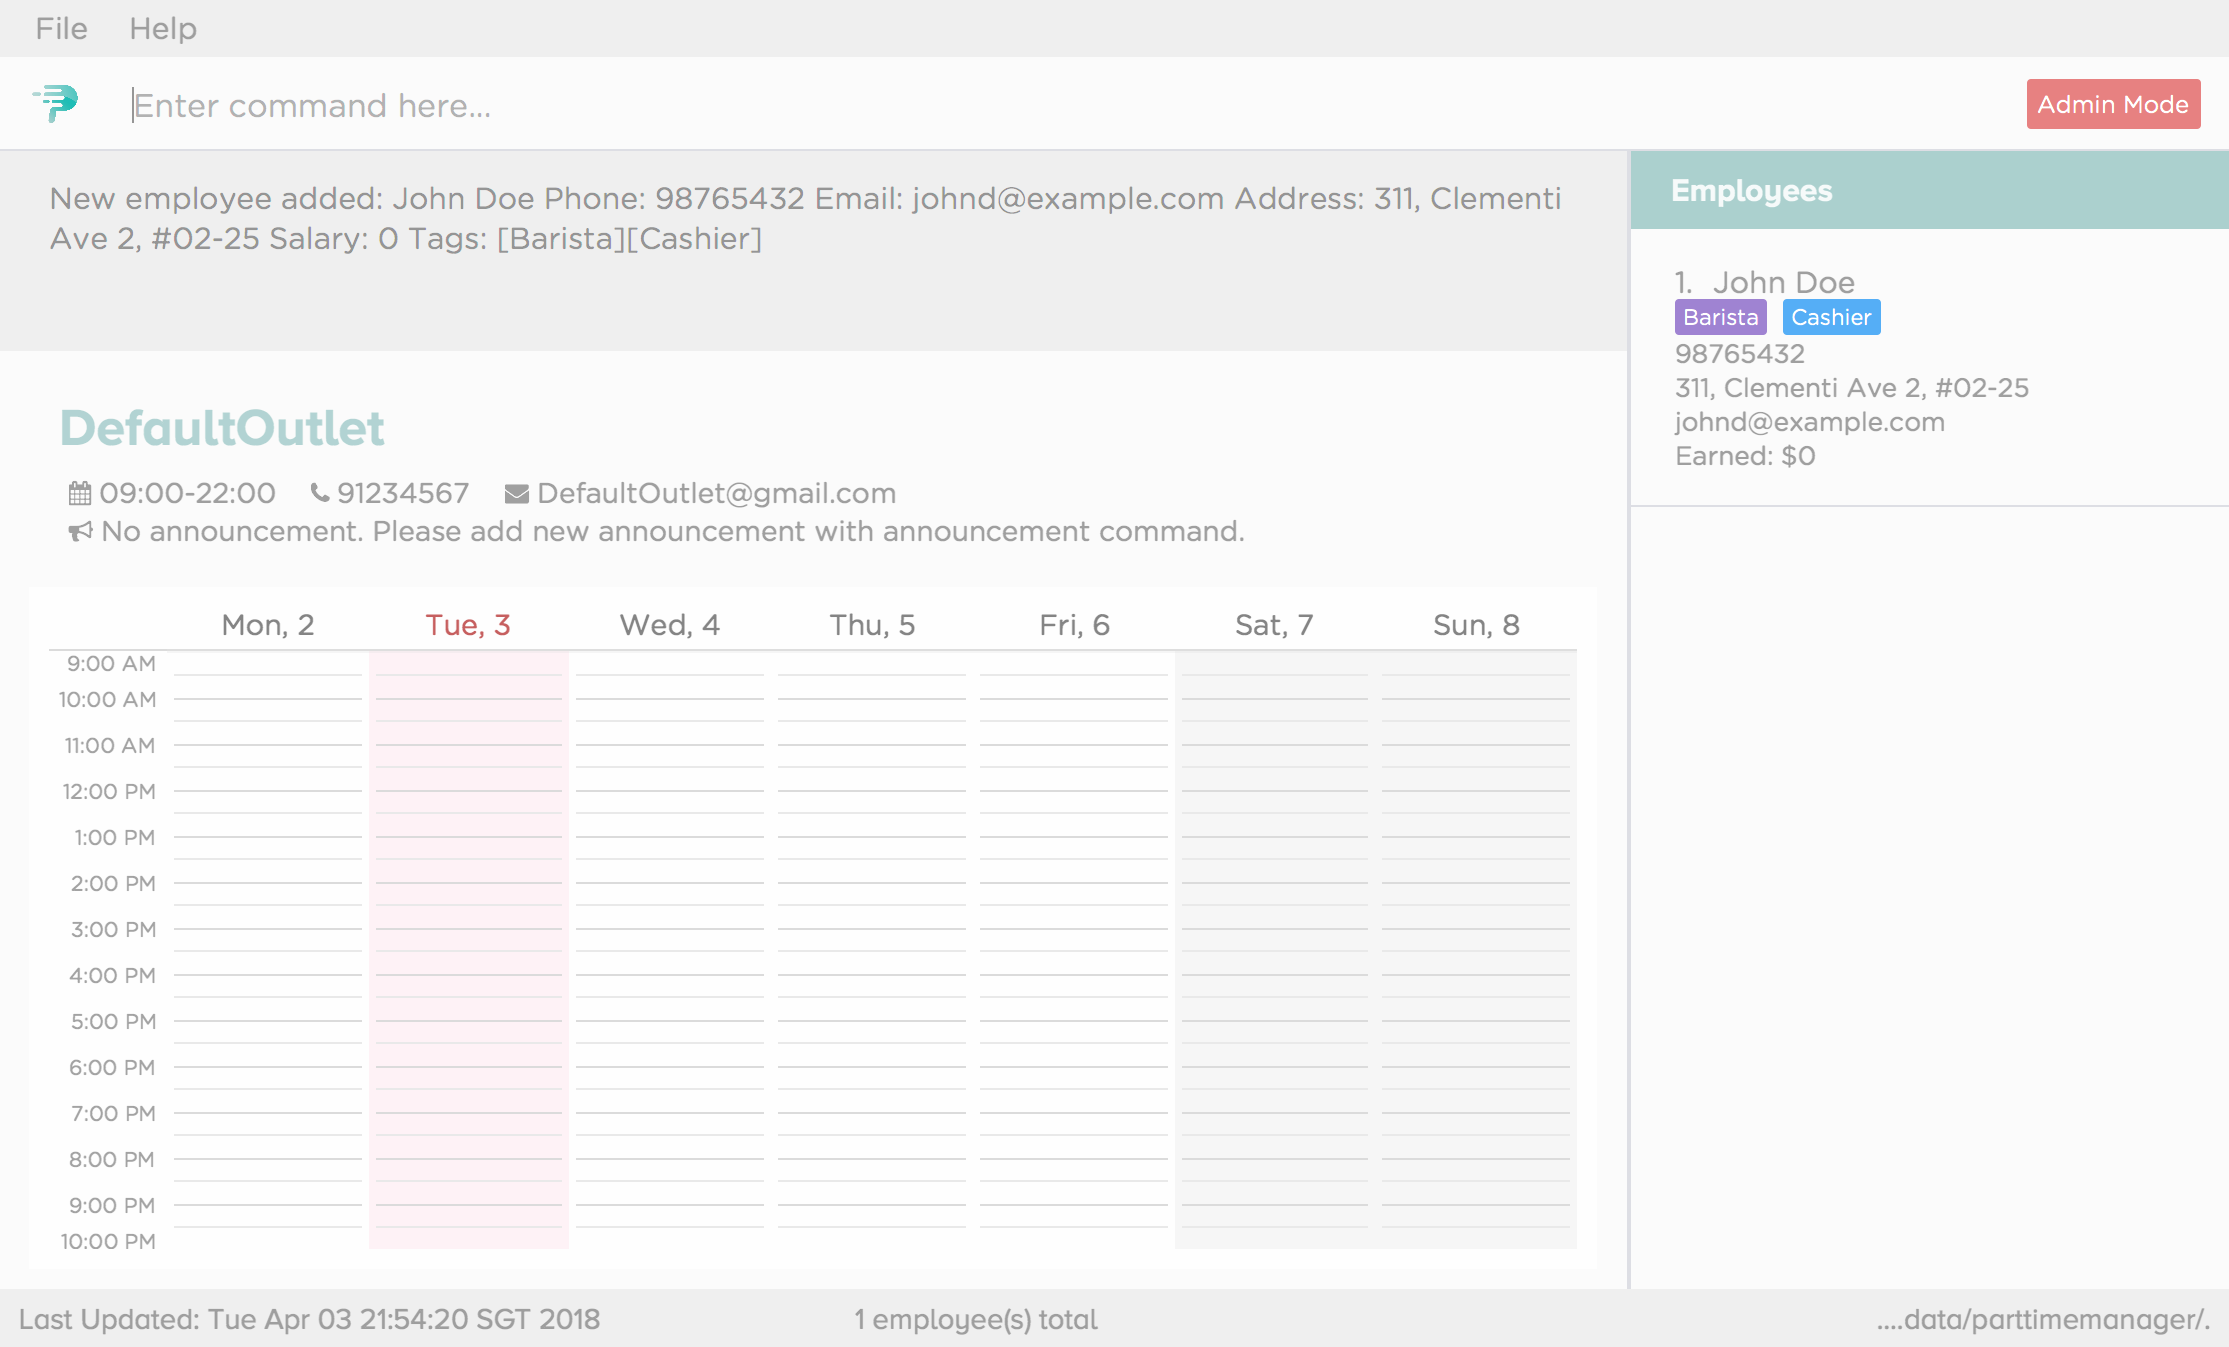 File Help
Enter command here...
Admin Mode
New employee added: John Doe Phone: 98765432 Email: johnd@example.com Address: 311, Clementi
Ave 2, #02-25 Salary: 0 Tags: [Barista][Cashier]
DefaultOutlet
09:00-22:00 91234567 DefaultOutlet@gmail.com
No announcement. Please add new announcement with announcement command.
Mon, 2 Tue, 3 Wed, 4 Thu, 5 Fri, 6 Sat, 7 Sun, 8
9:00 AM
10:00 AM
11:00 AM
12:00 PM
1:00 PM
2:00 PM
3:00 PM
4:00 PM
5:00 PM
6:00 PM
7:00 PM
8:00 PM
9:00 PM
10:00 PM
Employees
1. John Doe
Barista Cashier
98765432
311, Clementi Ave 2, #02-25
johnd@example.com
Earned: $0
Last Updated: Tue Apr 03 21:54:20 SGT 2018
1 employee(s) total
....data/parttimemanager/.